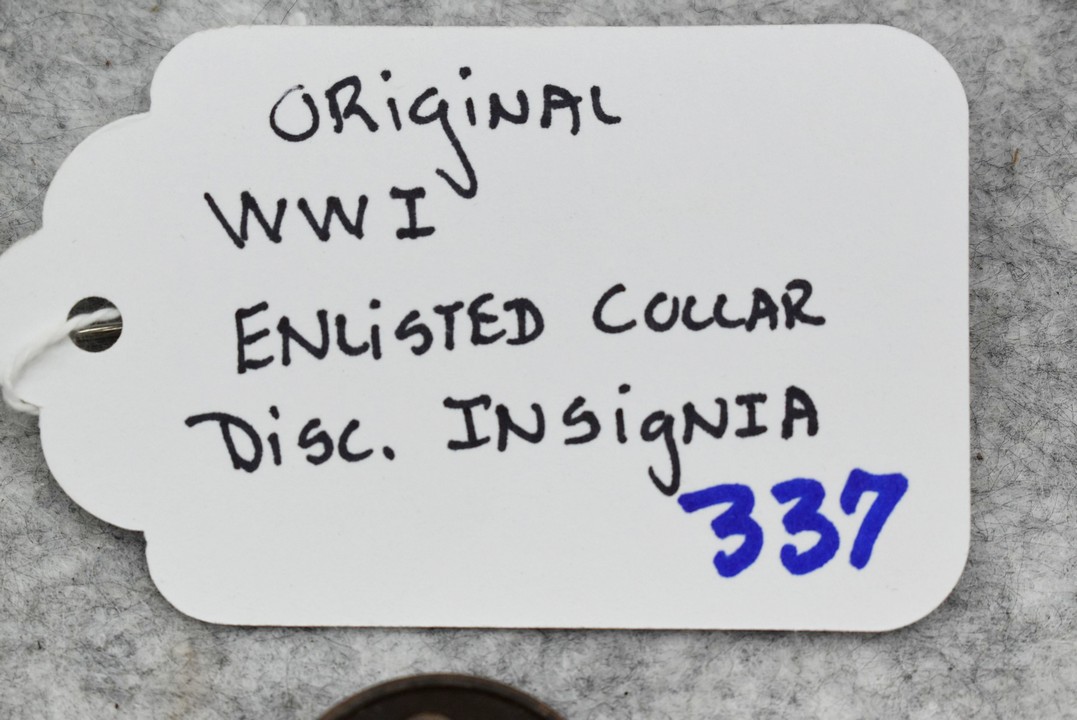 ORiginAL
WWI
ENLiSTED COLLAR
DiSC. INSigNIA
337